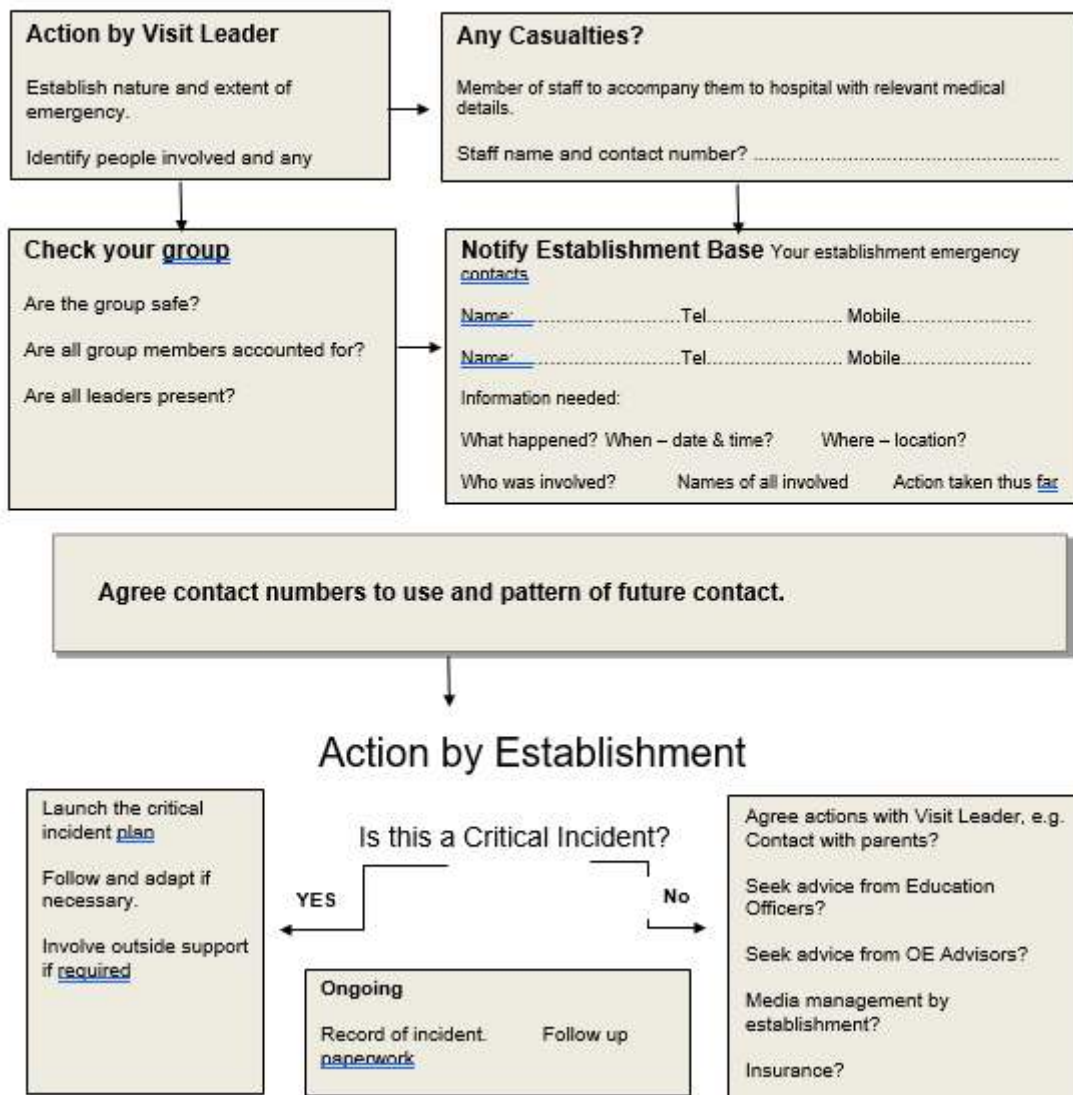 Action by Visit Leader
Establish nature and extent of
emergency.
Identify people involved and any
Any Casualties?
Member of staff to accompany them to hospital with relevant medical
details.
Staff name and contact number? ......................................................
Check your group
Are the group safe?
Are all group members accounted for?
Are all leaders present?
Notify Establishment Base Your establishment emergency
contacts
Name: ..............................Tel........................ Mobile.......................
Name: ..............................Tel........................ Mobile.......................
Information needed:
What happened? When – date & time? Where – location?
Who was involved? Names of all involved Action taken thus far
Agree contact numbers to use and pattern of future contact.
Action by Establishment
Launch the critical
incident plan
Follow and adapt if
necessary.
Involve outside support
if required
Is this a Critical Incident?
YES
No
Ongoing
Record of incident. Follow up
paperwork
Agree actions with Visit Leader, e.g.
Contact with parents?
Seek advice from Education
Officers?
Seek advice from OE Advisors?
Media management by
establishment?
Insurance?